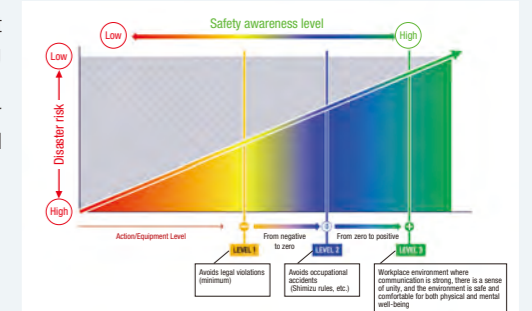 Safety awareness level
Low
High
Low
Disaster risk
High
Action/Equipment Level
From negative
to zero
From zero to positive
LEVEL 1
LEVEL 2
LEVEL 3
Avoids legal violations
(minimum)
Avoids occupational
accidents
(Shimizu rules, etc.)
Workplace environment where
communication is strong, there is a sense
of unity, and the environment is safe and
comfortable for both physical and mental
well-being